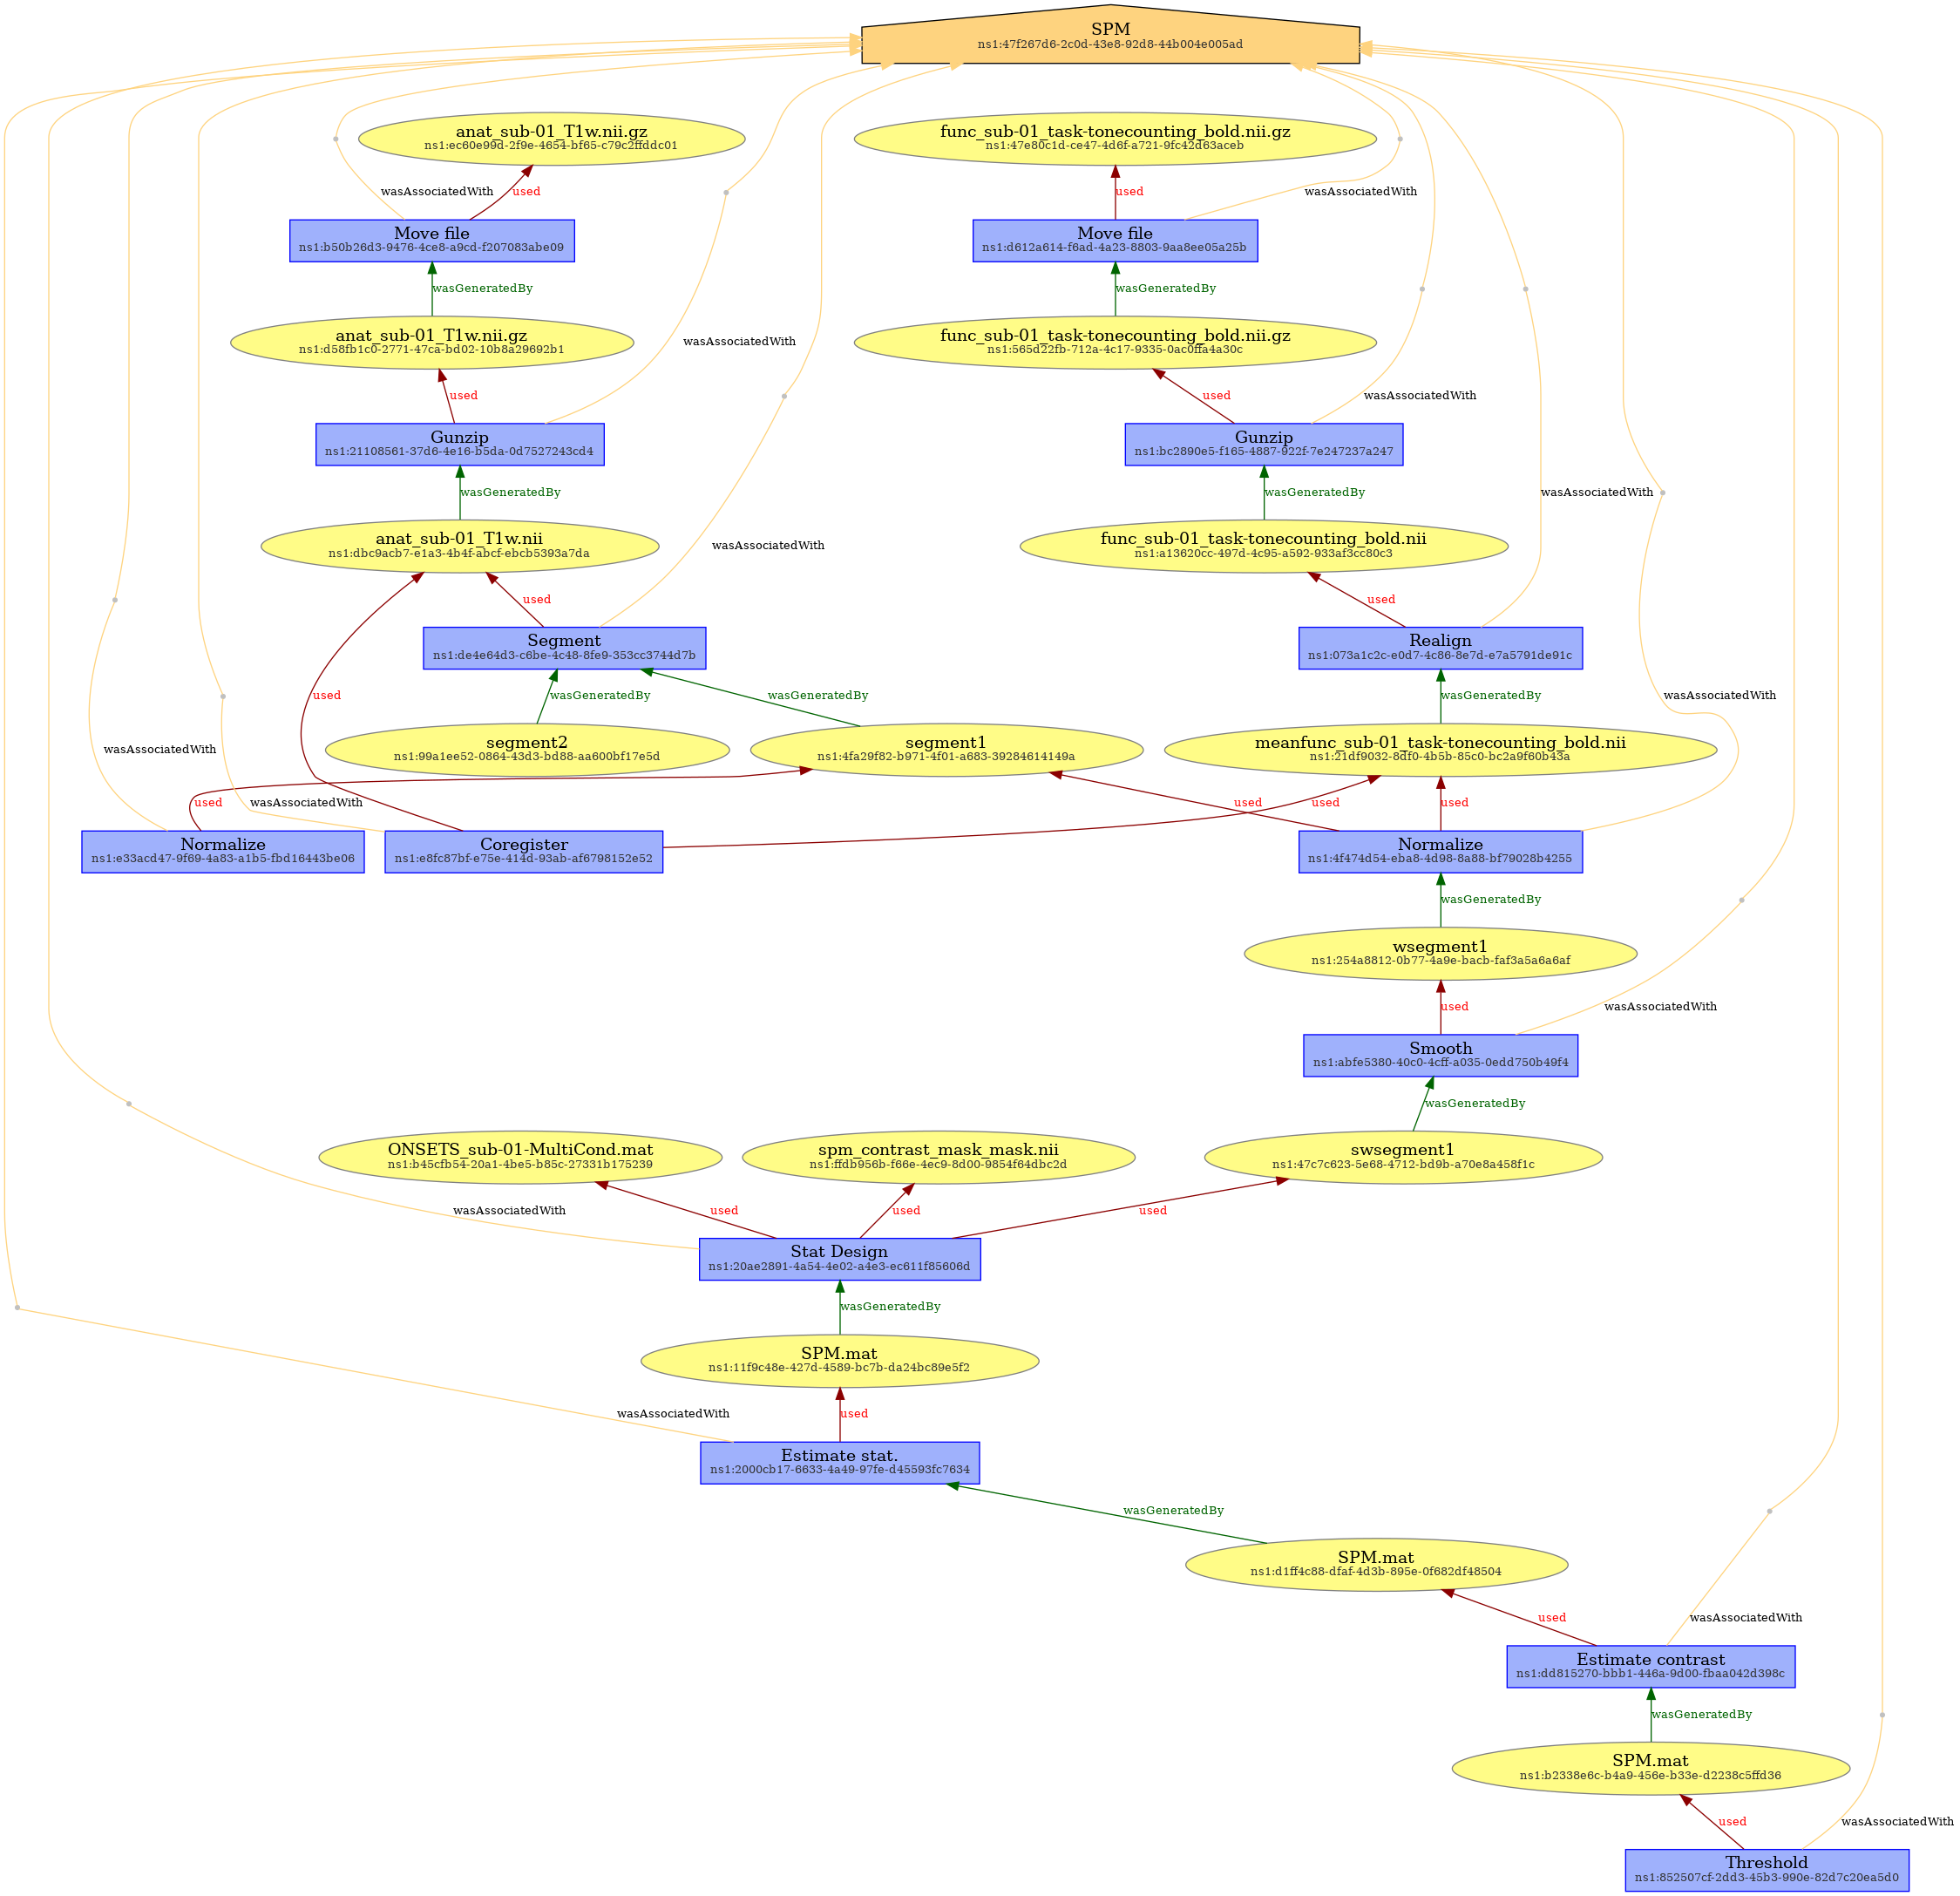 SPM
ns1:47f267d6-2c0d-43e8-92d8-44b004e005ad
anat_sub-01_T1w.nii.gz
ns1:ec60e99d-2f9e-4654-bf65-c79c2ffddc01
func_sub-01_task-tonecounting_bold.nii.gz
ns1:47e80c1d-ce47-4d6f-a721-9fc42d63aceb
wasAssociatedWith
used
used
wasAssociatedWith
Move file
ns1:b50b26d3-9476-4ce8-a9cd-f207083abe09
Move file
ns1:d612a614-f6ad-4a23-8803-9aa8ee05a25b
wasGeneratedBy
wasGeneratedBy
anat_sub-01_T1w.nii.gz
ns1:d58fb1c0-2771-47ca-bd02-10b8a29692b1
wasAssociatedWith
func_sub-01_task-tonecounting_bold.nii.gz
ns1:565d22fb-712a-4c17-9335-0ac0ffa4a30c
used
used
wasAssociatedWith
Gunzip
ns1:21108561-37d6-4e16-b5da-0d7527243cd4
Gunzip
ns1:bc2890e5-f165-4887-922f-7e247237a247
wasGeneratedBy
wasGeneratedBy
wasAssociatedWith
anat_sub-01_T1w.nii
ns1:dbc9acb7-e1a3-4b4f-abcf-ebcb5393a7da
wasAssociatedWith
func_sub-01_task-tonecounting_bold.nii
ns1:a13620cc-497d-4c95-a592-933af3cc80c3
used
used
Segment
ns1:de4e64d3-c6be-4c48-8fe9-353cc3744d7b
Realign
ns1:073a1c2c-e0d7-4c86-8e7d-e7a5791de91c
used
wasGeneratedBy
wasGeneratedBy
wasGeneratedBy
wasAssociatedWith
wasAssociatedWith
segment2
ns1:99a1ee52-0864-43d3-bd88-aa600bf17e5d
segment1
ns1:4fa29f82-b971-4f01-a683-39284614149a
meanfunc_sub-01_task-tonecounting_bold.nii
ns1:21df9032-8df0-4b5b-85c0-bc2a9f60b43a
used
wasAssociatedWith
used
used
used
Normalize
ns1:e33acd47-9f69-4a83-a1b5-fbd16443be06
Coregister
ns1:e8fc87bf-e75e-414d-93ab-af6798152e52
Normalize
ns1:4f474d54-eba8-4d98-8a88-bf79028b4255
wasGeneratedBy
wsegment1
ns1:254a8812-0b77-4a9e-bacb-faf3a5a6a6af
used
wasAssociatedWith
Smooth
ns1:abfe5380-40c0-4cff-a035-0edd750b49f4
wasGeneratedBy
ONSETS_sub-01-MultiCond.mat
ns1:b45cfb54-20a1-4be5-b85c-27331b175239
spm_contrast_mask_mask.nii
ns1:ffdb956b-f66e-4ec9-8d00-9854f64dbc2d
swsegment1
ns1:47c7c623-5e68-4712-bd9b-a70e8a458f1c
wasAssociatedWith
used
used
used
Stat Design
ns1:20ae2891-4a54-4e02-a4e3-ec611f85606d
wasGeneratedBy
SPM.mat
ns1:11f9c48e-427d-4589-bc7b-da24bc89e5f2
wasAssociatedWith
used
Estimate stat.
ns1:2000cb17-6633-4a49-97fe-d45593fc7634
wasGeneratedBy
SPM.mat
ns1:d1ff4c88-dfaf-4d3b-895e-0f682df48504
used
wasAssociatedWith
Estimate contrast
ns1:dd815270-bbb1-446a-9d00-fbaa042d398c
wasGeneratedBy
SPM.mat
ns1:b2338e6c-b4a9-456e-b33e-d2238c5ffd36
used
wasAssociatedWith
Threshold
ns1:852507cf-2dd3-45b3-990e-82d7c20ea5d0